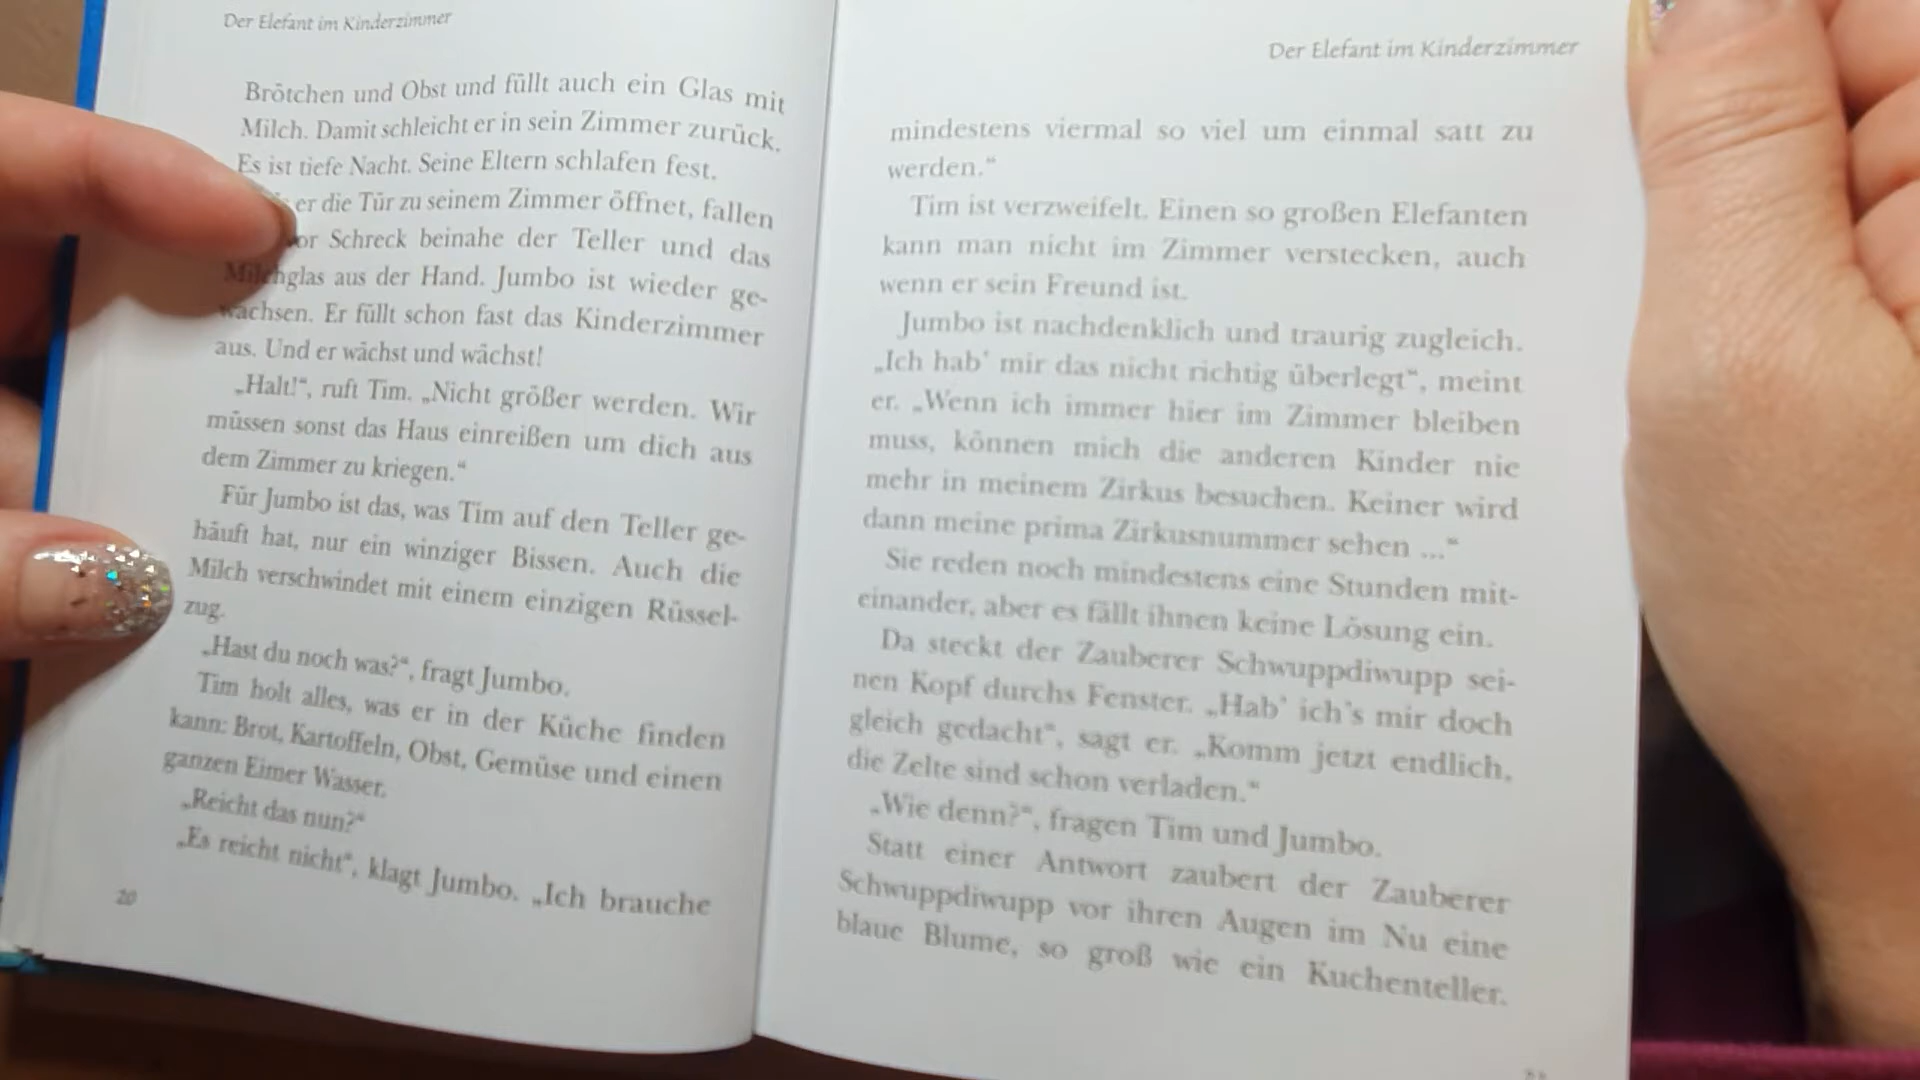 Der Elefant im Kinderzimmer
Brötchen und Obst und füllt auch ein Glas mit
Milch. Damit schleicht er in sein Zimmer zurück.
Es ist tiefe Nacht. Seine Eltern schlafen fest.
er die Tür zu seinem Zimmer öffnet, fallen
vor Schreck beinahe der Teller und das
Milchglas aus der Hand. Jumbo ist wieder ge-
wachsen. Er füllt schon fast das Kinderzimmer
aus. Und er wächst und wächst!
„Halt!“, ruft Tim. „Nicht größer werden. Wir
müssen sonst das Haus einreißen um dich aus
dem Zimmer zu kriegen.“
Für Jumbo ist das, was Tim auf den Teller ge-
häuft hat, nur ein winziger Bissen. Auch die
Milch verschwindet mit einem einzigen Rüssel-
zug.
„Hast du noch was?“, fragt Jumbo.
Tim holt alles, was er in der Küche finden
kann: Brot, Kartoffeln, Obst, Gemüse und einen
ganzen Eimer Wasser.
„Reicht das nun?“
„Es reicht nicht“, klagt Jumbo. „Ich brauche
20
Der Elefant im Kinderzimmer
mindestens viermal so viel um einmal satt zu
werden.“
Tim ist verzweifelt. Einen so großen Elefanten
kann man nicht im Zimmer verstecken, auch
wenn er sein Freund ist.
Jumbo ist nachdenklich und traurig zugleich.
„Ich hab’ mir das nicht richtig überlegt“, meint
er. „Wenn ich immer hier im Zimmer bleiben
muss, können mich die anderen Kinder nie
mehr in meinem Zirkus besuchen. Keiner wird
dann meine prima Zirkusnummer sehen ...“
Sie reden noch mindestens eine Stunden mit-
einander, aber es fällt ihnen keine Lösung ein.
Da steckt der Zauberer Schwuppdiwupp sei-
nen Kopf durchs Fenster. „Hab’ ich’s mir doch
gleich gedacht“, sagt er. „Komm jetzt endlich,
die Zelte sind schon verladen.“
„Wie denn?“, fragen Tim und Jumbo.
Statt einer Antwort zaubert der Zauberer
Schwuppdiwupp vor ihren Augen im Nu eine
blaue Blume, so groß wie ein Kuchenteller.